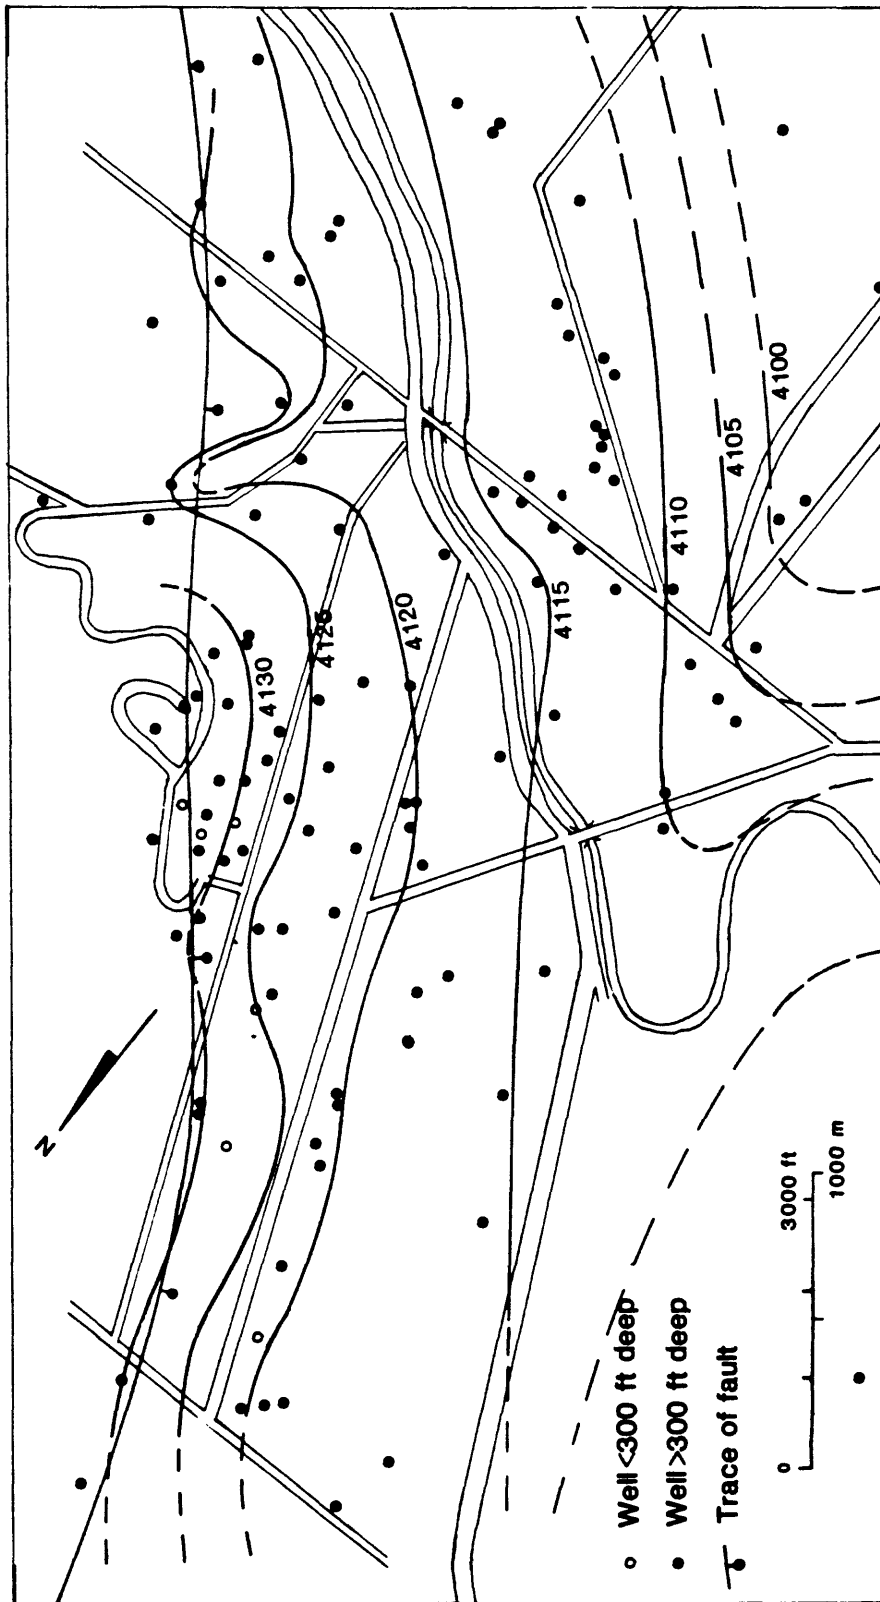 N
4130
4125
4120
4115
4110
4105
4100
Well <300 ft deep
Well >300 ft deep
Trace of fault
0
3000 ft
1000 m